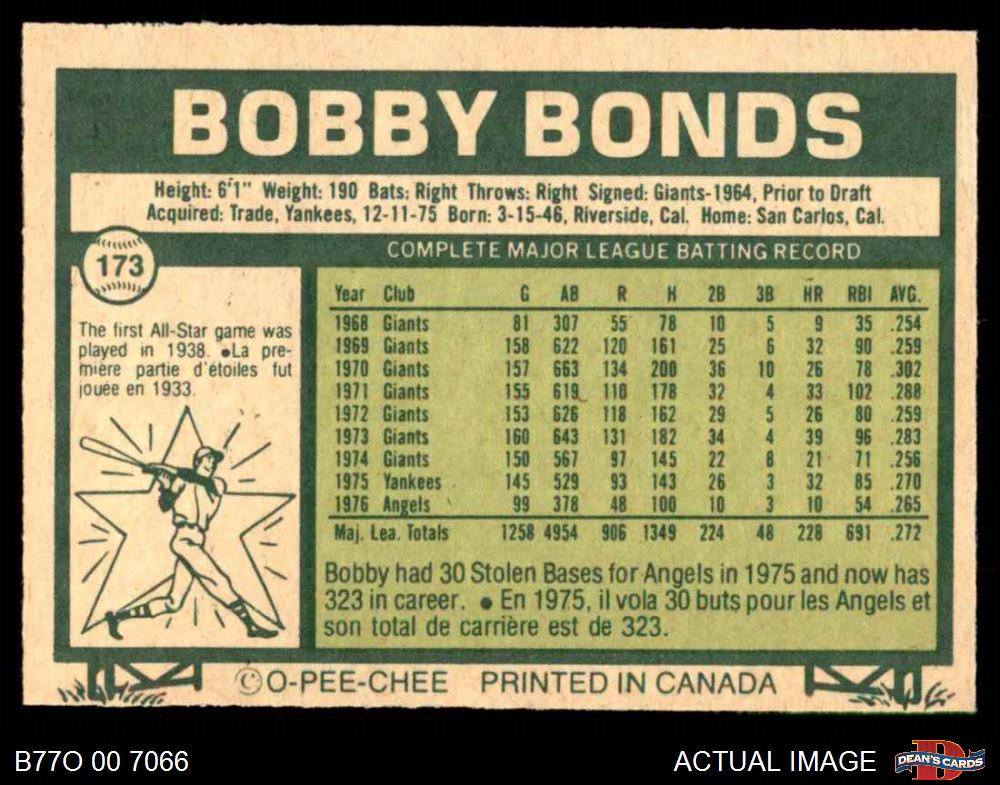 BOBBY BONDS
Height: 6'1" Weight: 190 Bats: Right Throws: Right Signed: Giants-1964, Prior to Draft
Acquired: Trade, Yankees, 12-11-75 Born: 3-15-46, Riverside, Cal. Home: San Carlos, Cal.
173
COMPLETE MAJOR LEAGUE BATTING RECORD
The first All-Star game was
played in 1938. ●La pre-
mière partie d'étoiles fut
jouée en 1933.
Year Club G AB R H 2B 3B HR RBI AVG.
1968 Giants 81 307 55 78 10 5 9 35 .254
1969 Giants 158 622 120 161 25 6 32 90 .259
1970 Giants 157 663 134 200 36 10 26 78 .302
1971 Giants 155 619 110 178 32 4 33 102 .288
1972 Giants 153 626 118 162 29 5 26 80 .259
1973 Giants 160 643 131 182 34 4 39 96 .283
1974 Giants 150 567 97 145 22 8 21 71 .256
1975 Yankees 145 529 93 143 26 3 32 85 .270
1976 Angels 99 378 48 100 10 3 10 54 .265
Maj. Lea. Totals 1258 4954 906 1349 224 48 228 691 .272
Bobby had 30 Stolen Bases for Angels in 1975 and now has
323 in career. ● En 1975, il vola 30 buts pour les Angels et
son total de carrière est de 323.
©O-PEE-CHEE PRINTED IN CANADA
B77O 00 7066
ACTUAL IMAGE
D
DEAN'S CARDS